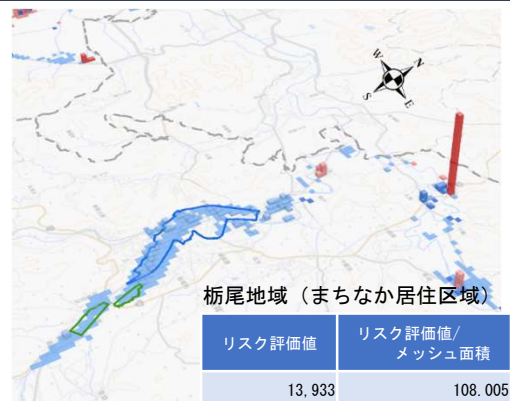 W
N
S
E
栃尾地域（まちなか居住区域）
リスク評価値
リスク評価値/
メッシュ面積
13,933
108.005